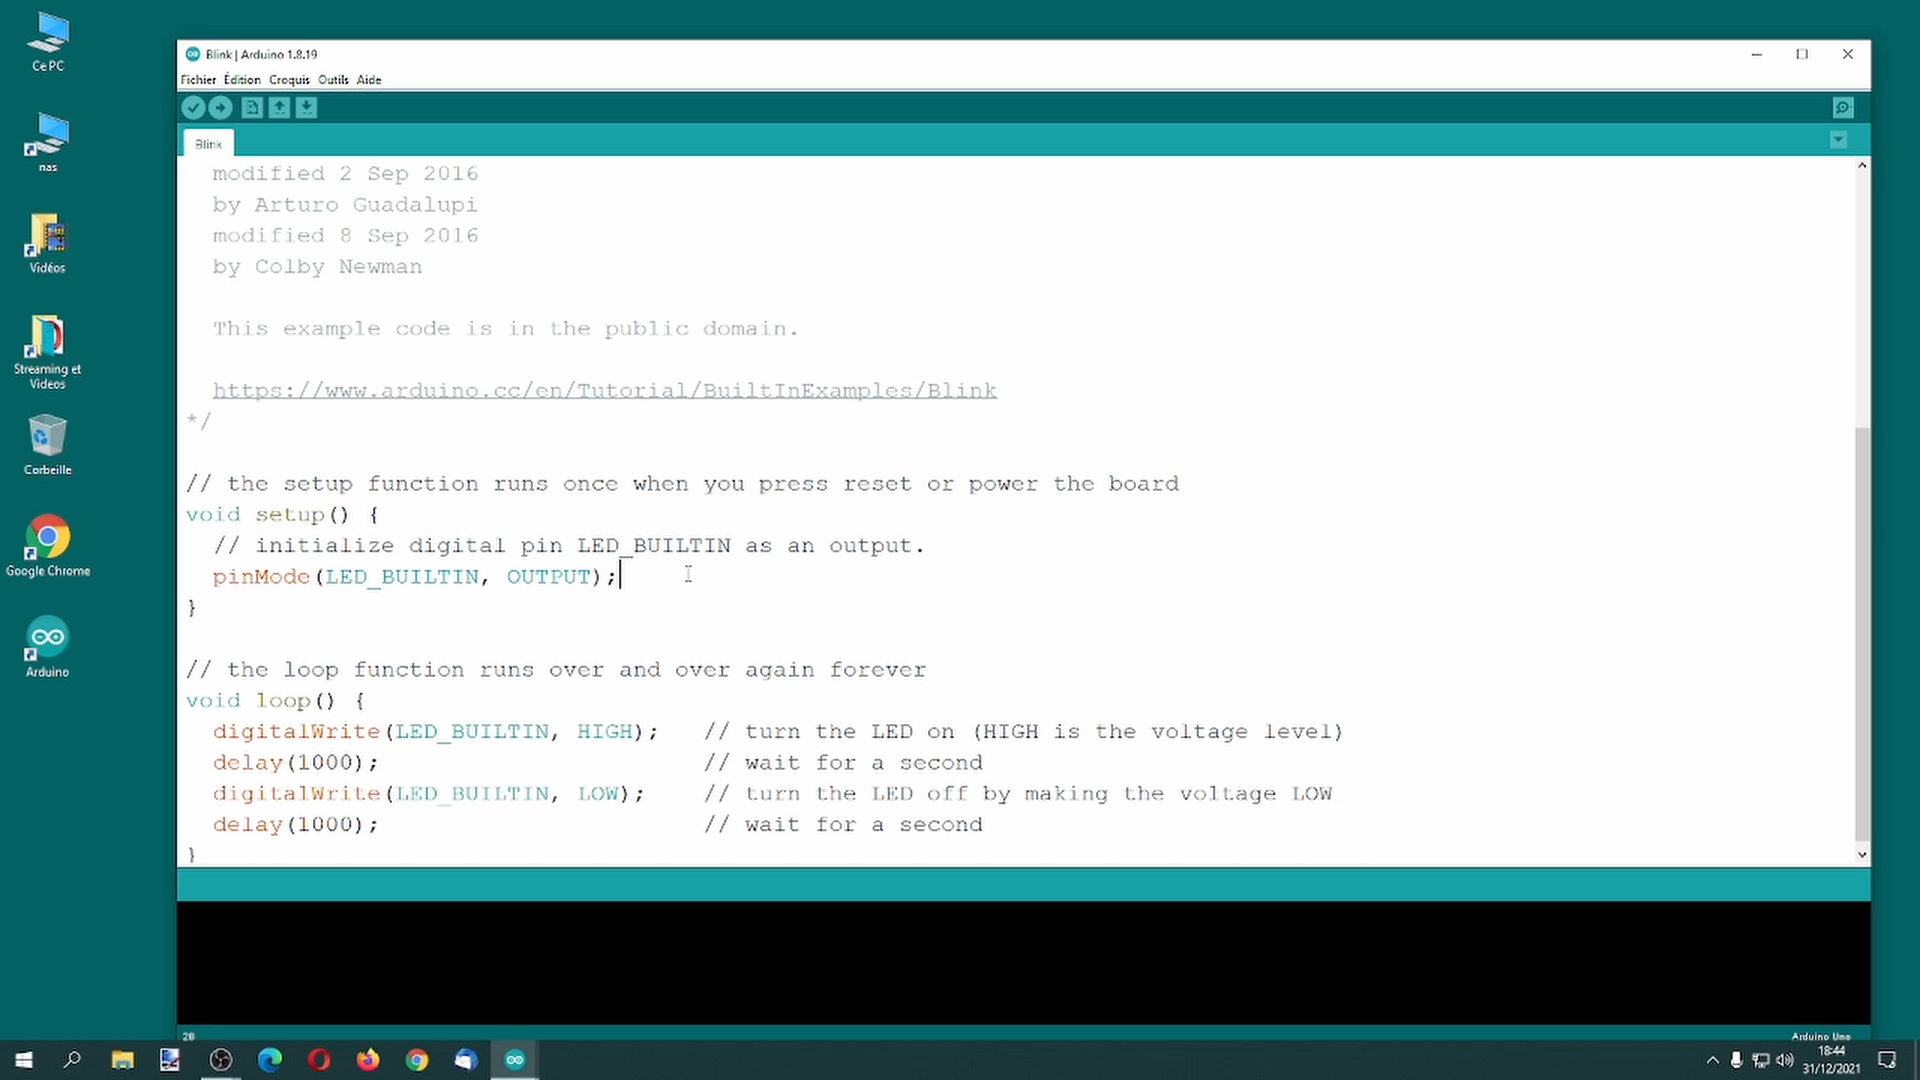 Ce PC
nas
Vidéos
Streaming et
Videos
Corbeille
Google Chrome
Arduino
Blink | Arduino 1.8.19
Fichier Édition Croquis Outils Aide
Blink
modified 2 Sep 2016
by Arturo Guadalupi
modified 8 Sep 2016
by Colby Newman
This example code is in the public domain.
https://www.arduino.cc/en/Tutorial/BuiltInExamples/Blink
*/
// the setup function runs once when you press reset or power the board
void setup() {
// initialize digital pin LED_BUILTIN as an output.
pinMode(LED_BUILTIN, OUTPUT);
}
// the loop function runs over and over again forever
void loop() {
digitalWrite(LED_BUILTIN, HIGH);   // turn the LED on (HIGH is the voltage level)
delay(1000);                       // wait for a second
digitalWrite(LED_BUILTIN, LOW);    // turn the LED off by making the voltage LOW
delay(1000);                       // wait for a second
}
28
Arduino Uno
18:44
31/12/2021